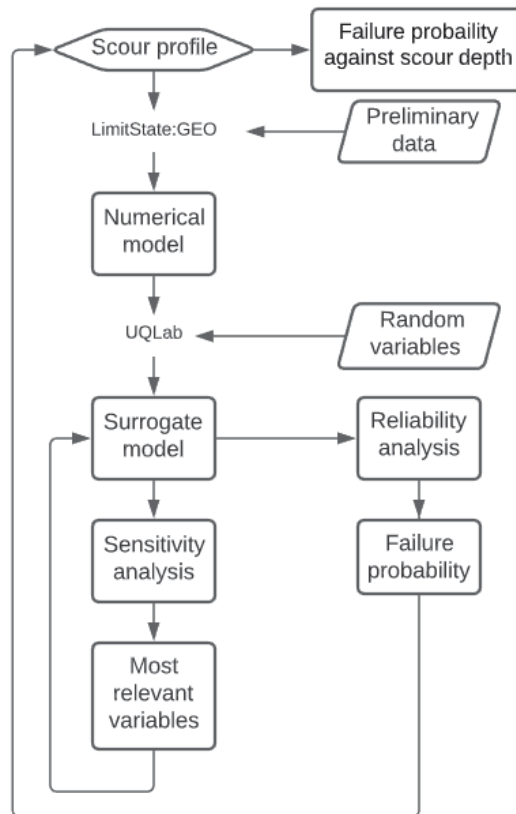 Scour profile
Failure probaility
against scour depth
LimitState:GEO
Preliminary
data
Numerical
model
UQLab
Random
variables
Surrogate
model
Reliability
analysis
Sensitivity
analysis
Failure
probability
Most
relevant
variables